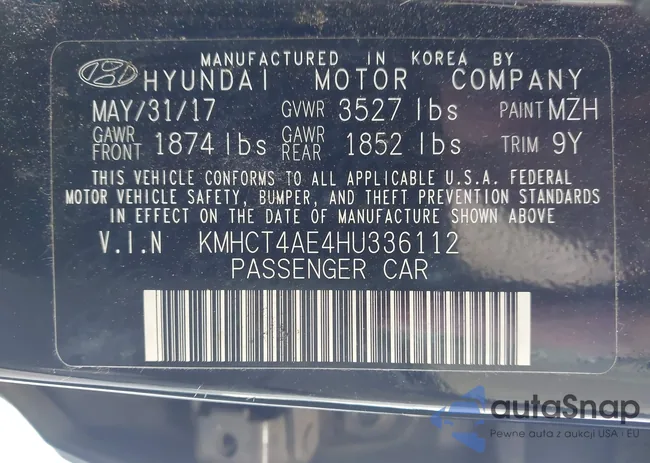 MANUFACTURED IN KOREA BY
HYUNDAI MOTOR COMPANY
MAY/31/17 GVWR 3527 lbs PAINT MZH
GAWR FRONT 1874 lbs GAWR REAR 1852 lbs TRIM 9Y
THIS VEHICLE CONFORMS TO ALL APPLICABLE U.S.A. FEDERAL
MOTOR VEHICLE SAFETY, BUMPER, AND THEFT PREVENTION STANDARDS
IN EFFECT ON THE DATE OF MANUFACTURE SHOWN ABOVE
V.I.N KMHCT4AE4HU336112
PASSENGER CAR
autaSnap
Pewne auta z aukcji USA i EU